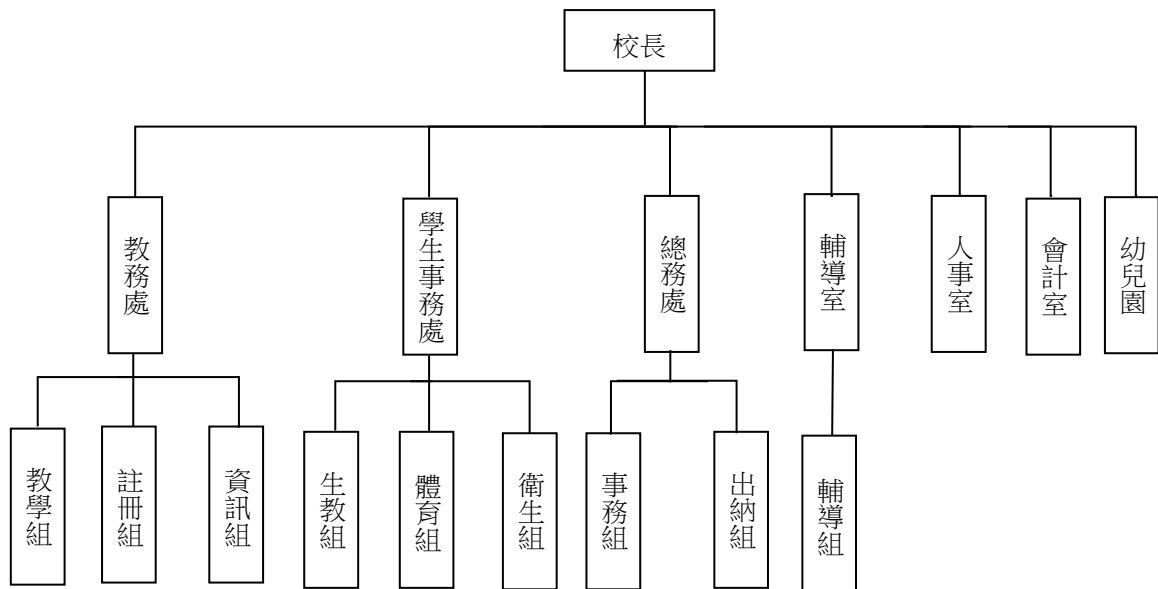 校長
教務處
學生事務處
總務處
輔導室
人事室
會計室
幼兒園
教學組
註冊組
資訊組
生教組
體育組
衛生組
事務組
出納組
輔導組